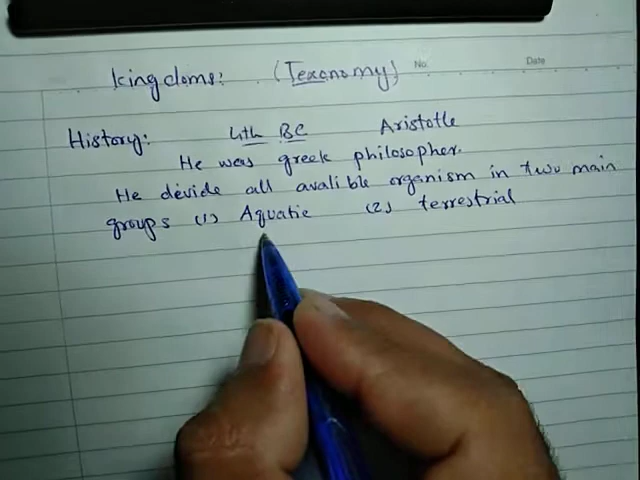 Kingdoms: (Texonomy)
No.
Date
History: 4th BC Aristotle
He was greek philosopher.
He devide all avalible organism in two main
groups (1) Aquatic (2) terrestrial